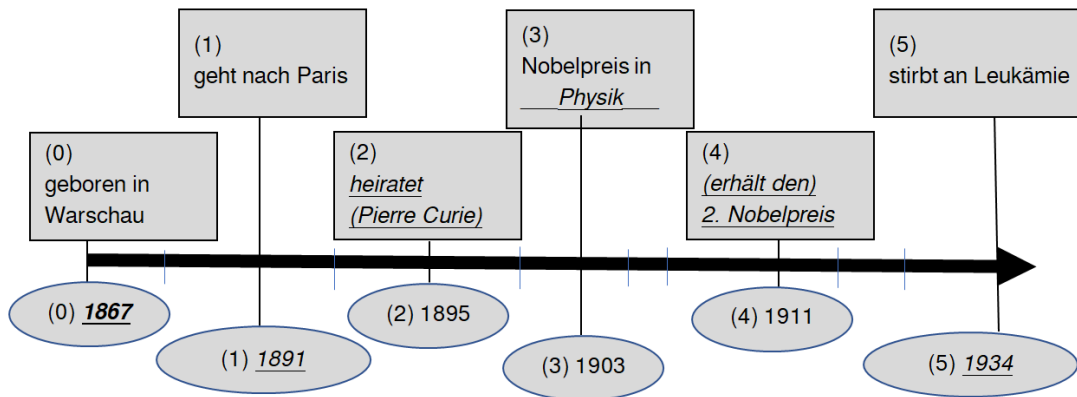 (0)
geboren in
Warschau
(1)
geht nach Paris
(2)
heiratet
(Pierre Curie)
(3)
Nobelpreis in
Physik
(4)
(erhält den)
2. Nobelpreis
(5)
stirbt an Leukämie
(0) 1867
(1) 1891
(2) 1895
(3) 1903
(4) 1911
(5) 1934